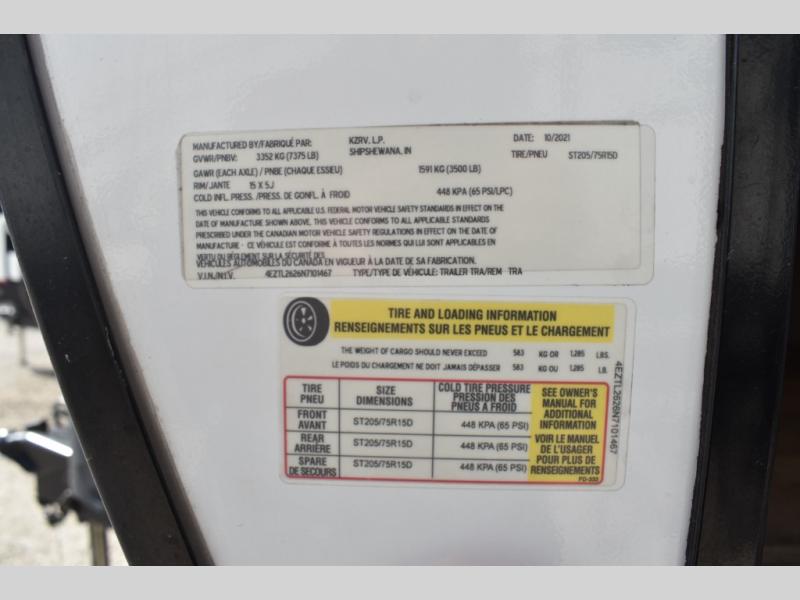 MANUFACTURED BY/FABRIQUÉ PAR: KZRV, L.P. DATE: 10/2021
GVWR/PNBV: 3352 KG (7375 LB) SHIPSHEWANA, IN TIRE/PNEU ST205/75R15D
GAWR (EACH AXLE) / PNBE (CHAQUE ESSIEU) 1591 KG (3500 LB)
RIM/JANTE 15 X 5J
COLD INFL. PRESS. /PRESS. DE GONFL. À FROID 448 KPA (65 PSI/LPC)
THIS VEHICLE CONFORMS TO ALL APPLICABLE U.S. FEDERAL MOTOR VEHICLE SAFETY STANDARDS IN EFFECT ON THE
DATE OF MANUFACTURE SHOWN ABOVE. THIS VEHICLE CONFORMS TO ALL APPLICABLE STANDARDS
PRESCRIBED UNDER THE CANADIAN MOTOR VEHICLE SAFETY REGULATIONS IN EFFECT ON THE DATE OF
MANUFACTURE - CE VÉHICULE EST CONFORME À TOUTES LES NORMES QUI LUI SONT APPLICABLES EN
VERTU DU RÈGLEMENT SUR LA SÉCURITÉ DES
VÉHICULES AUTOMOBILES DU CANADA EN VIGUEUR À LA DATE DE SA FABRICATION.
V.I.N./N.I.V. 4EZTL2626N7101467 TYPE/TYPE DE VÉHICULE: TRAILER TRA/REM TRA
TIRE AND LOADING INFORMATION
RENSEIGNEMENTS SUR LES PNEUS ET LE CHARGEMENT
THE WEIGHT OF CARGO SHOULD NEVER EXCEED 583 KG OR 1,285 LBS.
LE POIDS DU CHARGEMENT NE DOIT JAMAIS DÉPASSER 583 KG OU 1,285 LB.
TIRE
PNEU
SIZE
DIMENSIONS
COLD TIRE PRESSURE
PRESSION DES
PNEUS A FROID
FRONT
AVANT
ST205/75R15D
448 KPA (65 PSI)
REAR
ARRIÈRE
ST205/75R15D
448 KPA (65 PSI)
SPARE
DE SECOURS
ST205/75R15D
448 KPA (65 PSI)
SEE OWNER'S
MANUAL FOR
ADDITIONAL
INFORMATION
VOIR LE MANUEL
DE L'USAGER
POUR PLUS DE
RENSEIGNEMENTS
PD-333
4EZTL2626N7101467